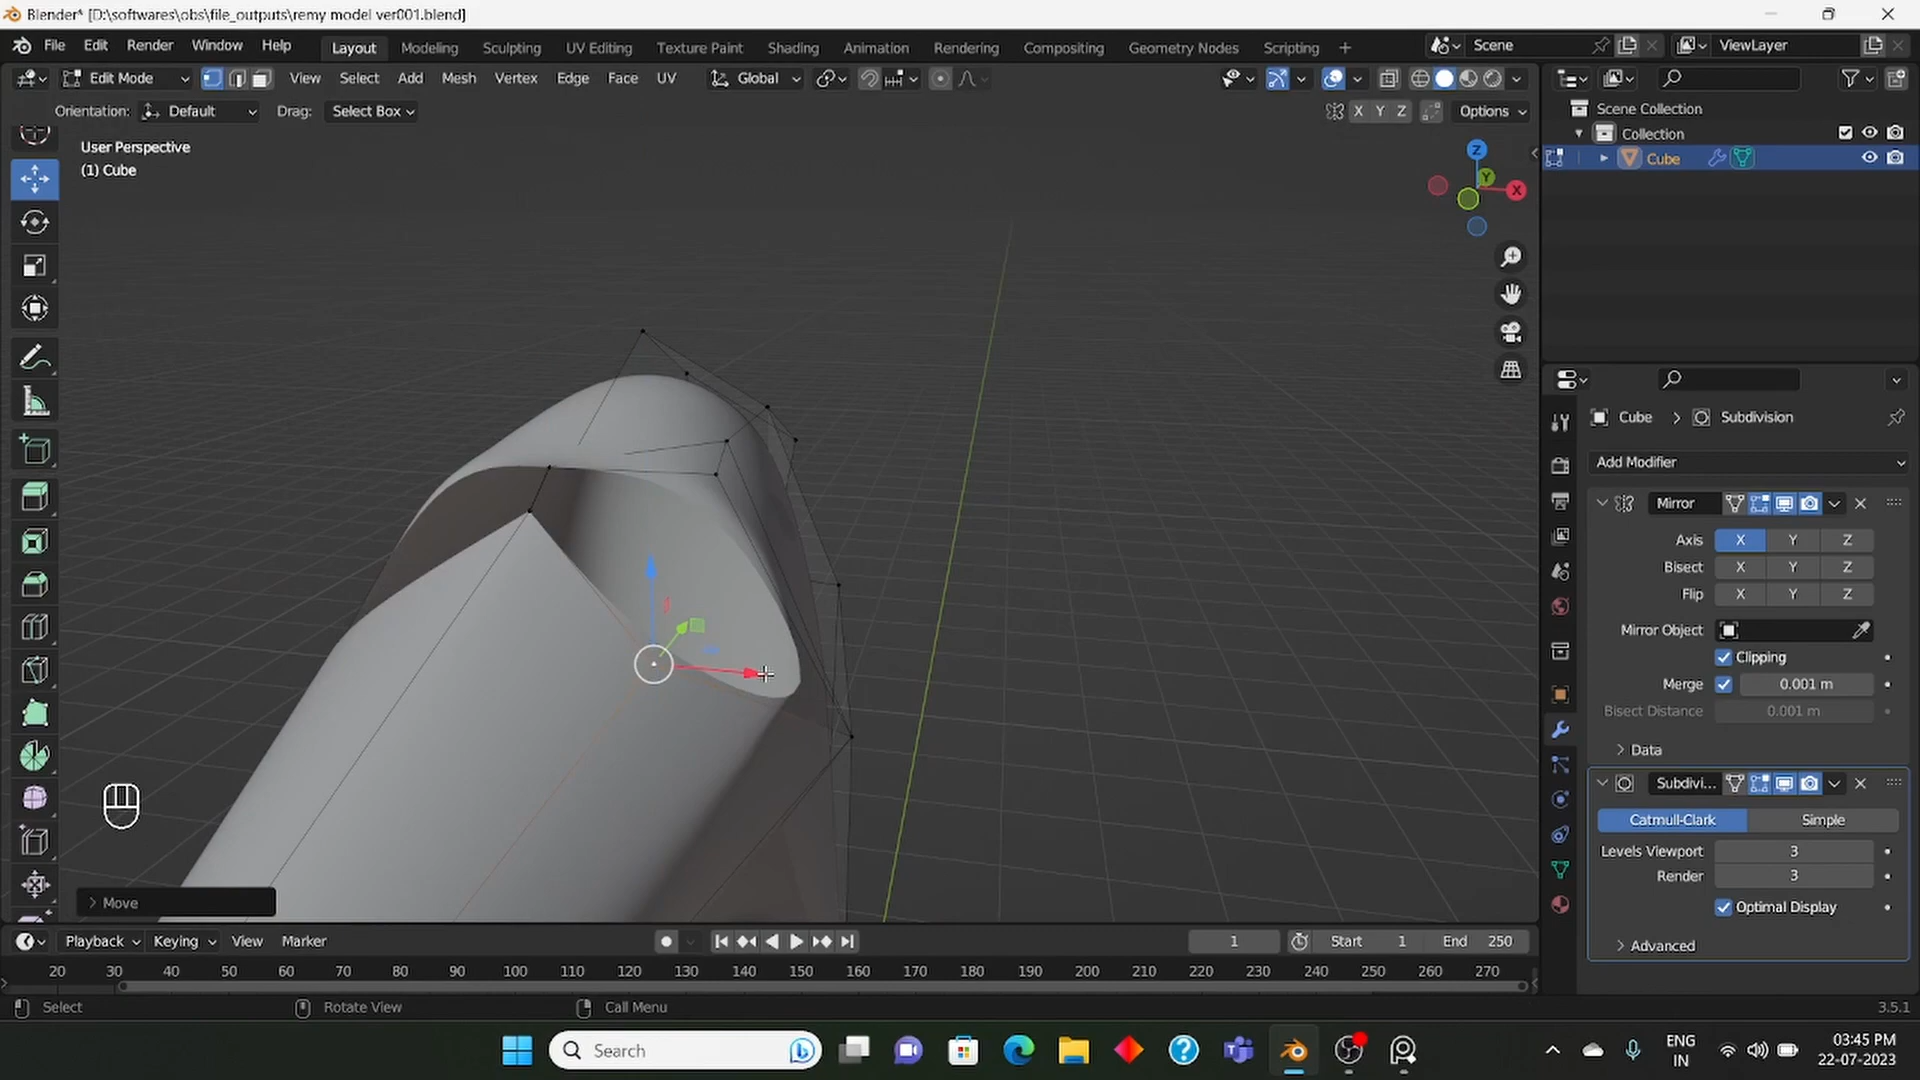 Blender* [D:\softwares\obs\file_outputs\remy model ver001.blend]
File Edit Render Window Help Layout Modeling Sculpting UV Editing Texture Paint Shading Animation Rendering Compositing Geometry Nodes Scripting + Scene ViewLayer
Edit Mode View Select Add Mesh Vertex Edge Face UV Global
Orientation: Default Drag: Select Box X Y Z Options
User Perspective
(1) Cube
Z
Y
X
Scene Collection
Collection
Cube
Cube > Subdivision
Add Modifier
Mirror
Axis X Y Z
Bisect X Y Z
Flip X Y Z
Mirror Object
Clipping
Merge 0.001 m
Bisect Distance 0.001 m
Data
Subdivi...
Catmull-Clark Simple
Levels Viewport 3
Render 3
Optimal Display
Advanced
Move
Playback Keying View Marker 1 Start 1 End 250
20 30 40 50 60 70 80 90 100 110 120 130 140 150 160 170 180 190 200 210 220 230 240 250 260 270
Select Rotate View Call Menu 3.5.1
Search
ENG
IN
03:45 PM
22-07-2023